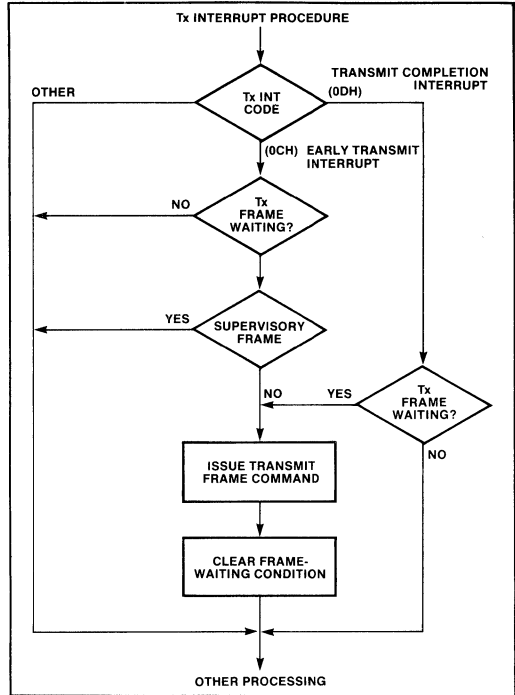 Tx INTERRUPT PROCEDURE
OTHER
TRANSMIT COMPLETION
INTERRUPT
Tx INT
CODE
(0DH)
(0CH) EARLY TRANSMIT
INTERRUPT
NO
Tx
FRAME
WAITING?
YES
SUPERVISORY
FRAME
NO
YES
Tx
FRAME
WAITING?
NO
ISSUE TRANSMIT
FRAME COMMAND
CLEAR FRAME-
WAITING CONDITION
OTHER PROCESSING